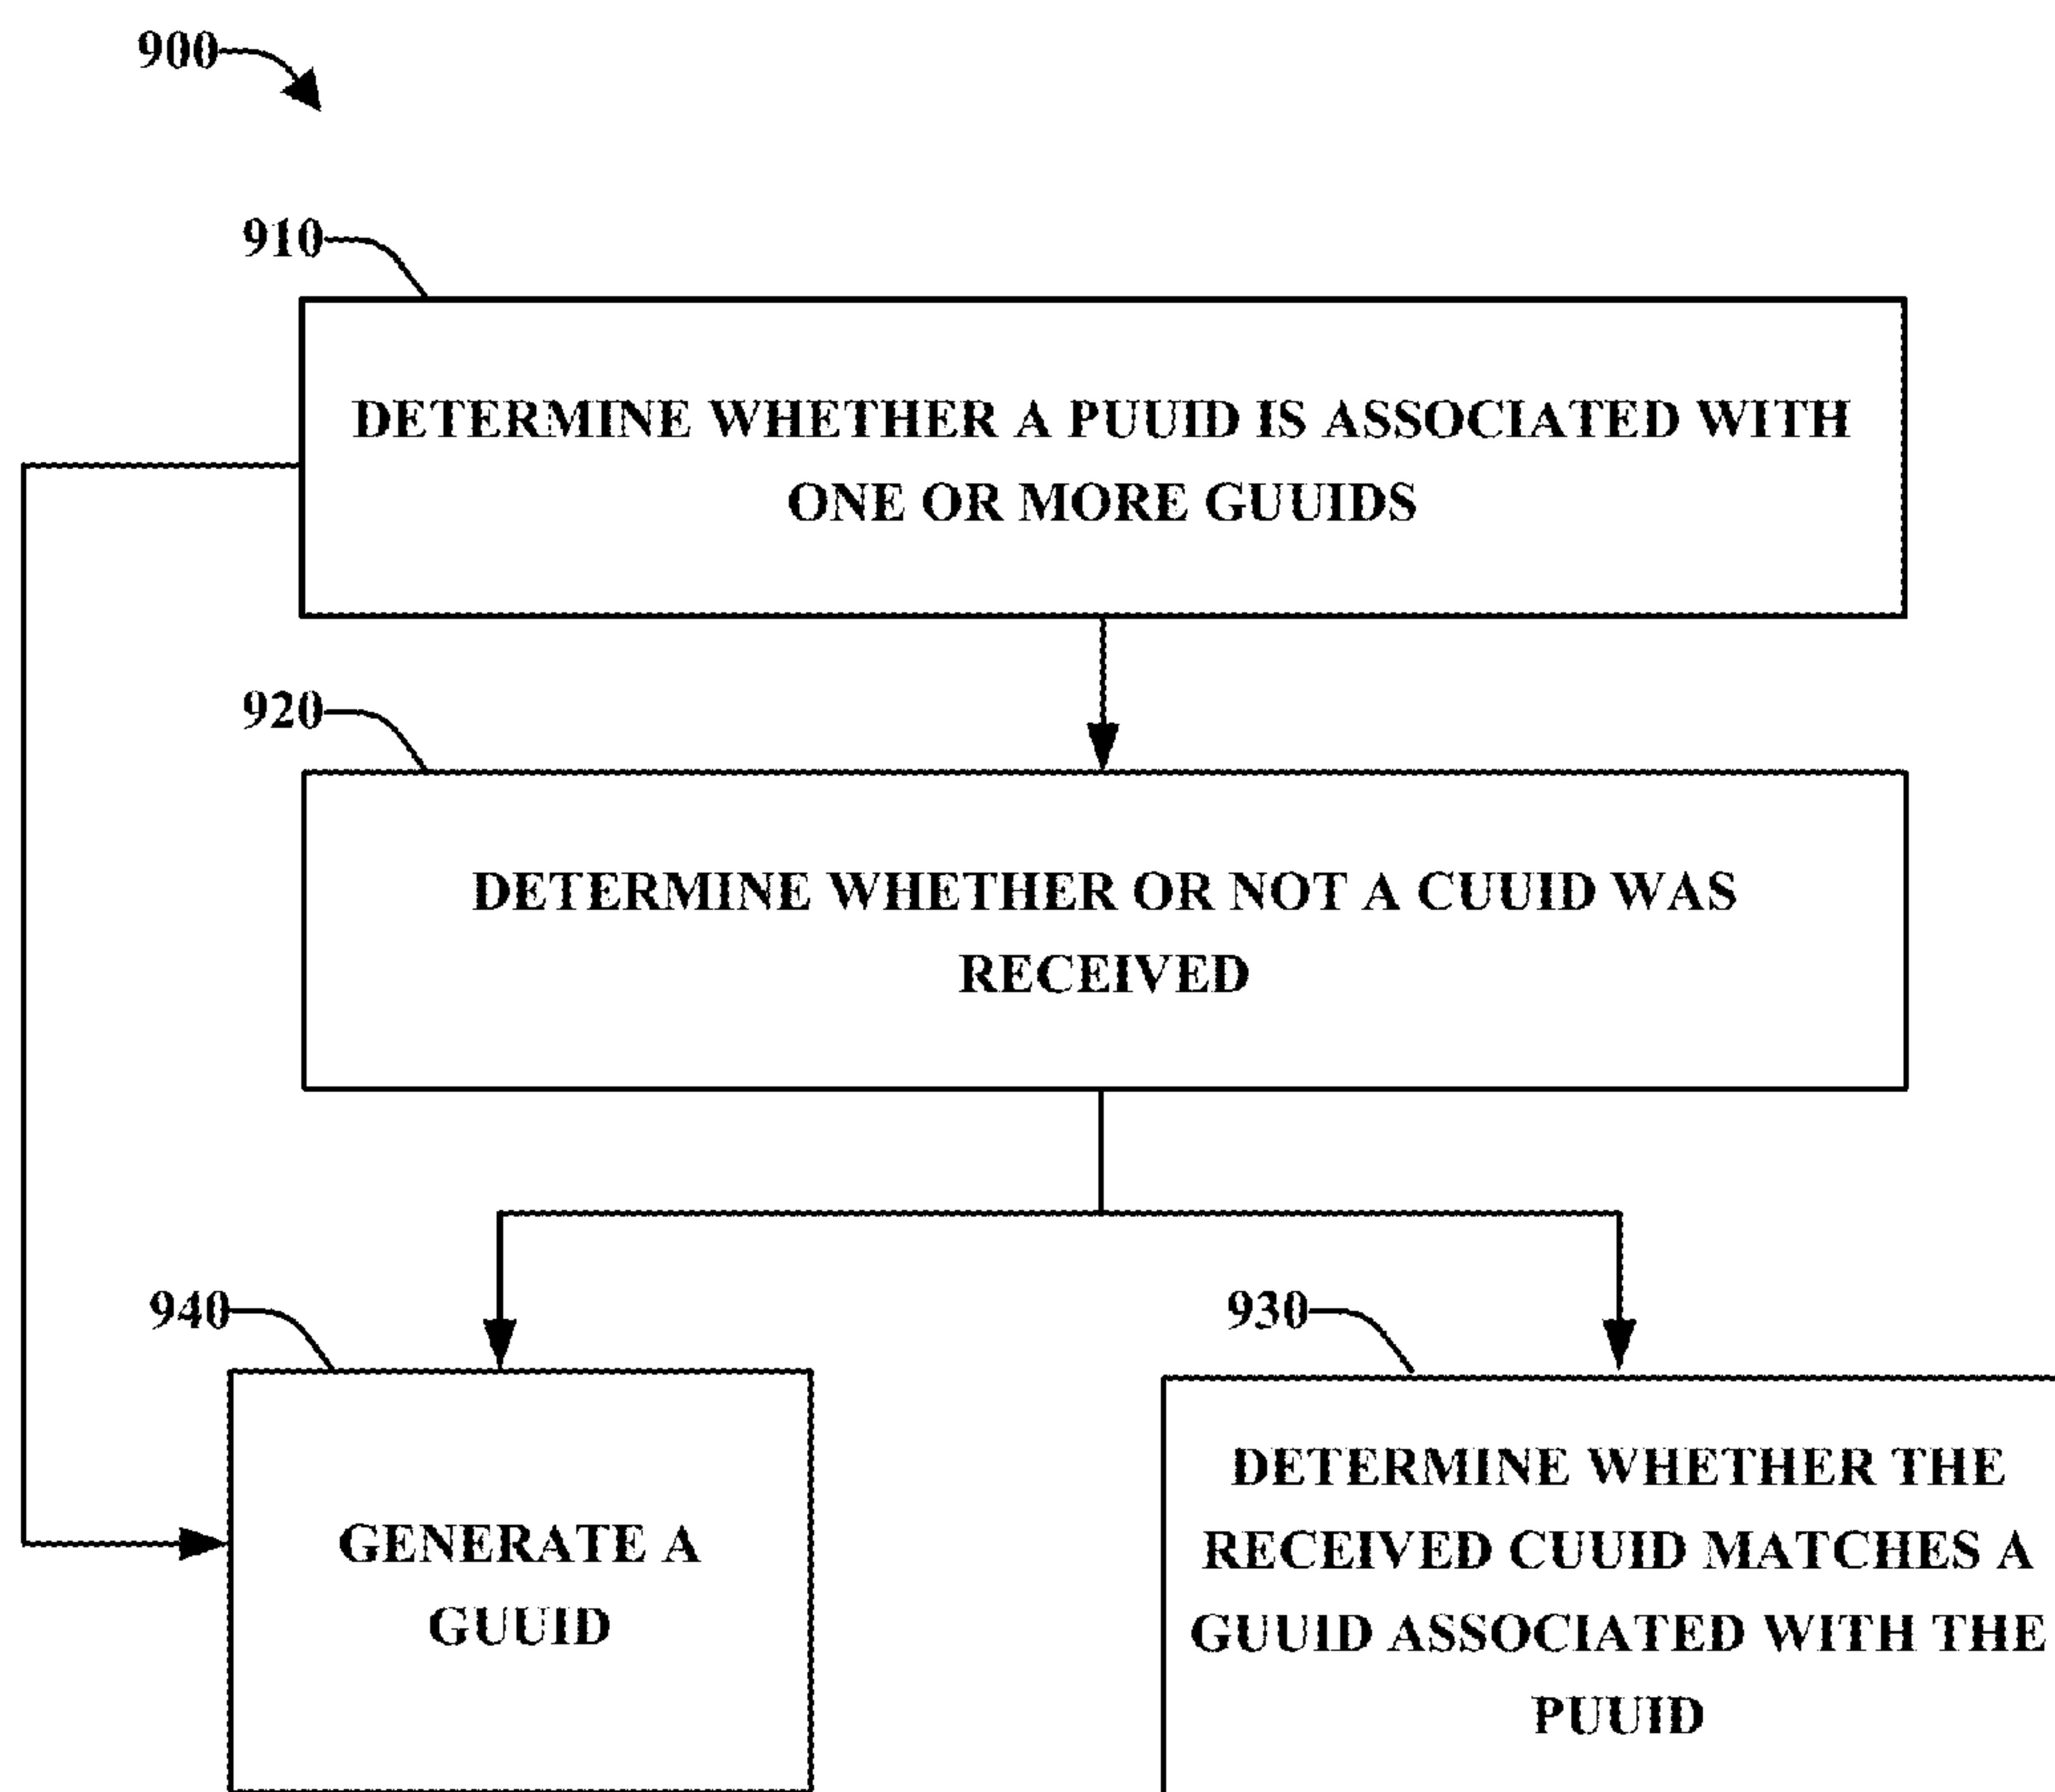 900
910
DETERMINE WHETHER A PUUID IS ASSOCIATED WITH
ONE OR MORE GUUIDS
920
DETERMINE WHETHER OR NOT A CUUID WAS
RECEIVED
940
GENERATE A
GUUID
930
DETERMINE WHETHER THE
RECEIVED CUUID MATCHES A
GUUID ASSOCIATED WITH THE
PUUID